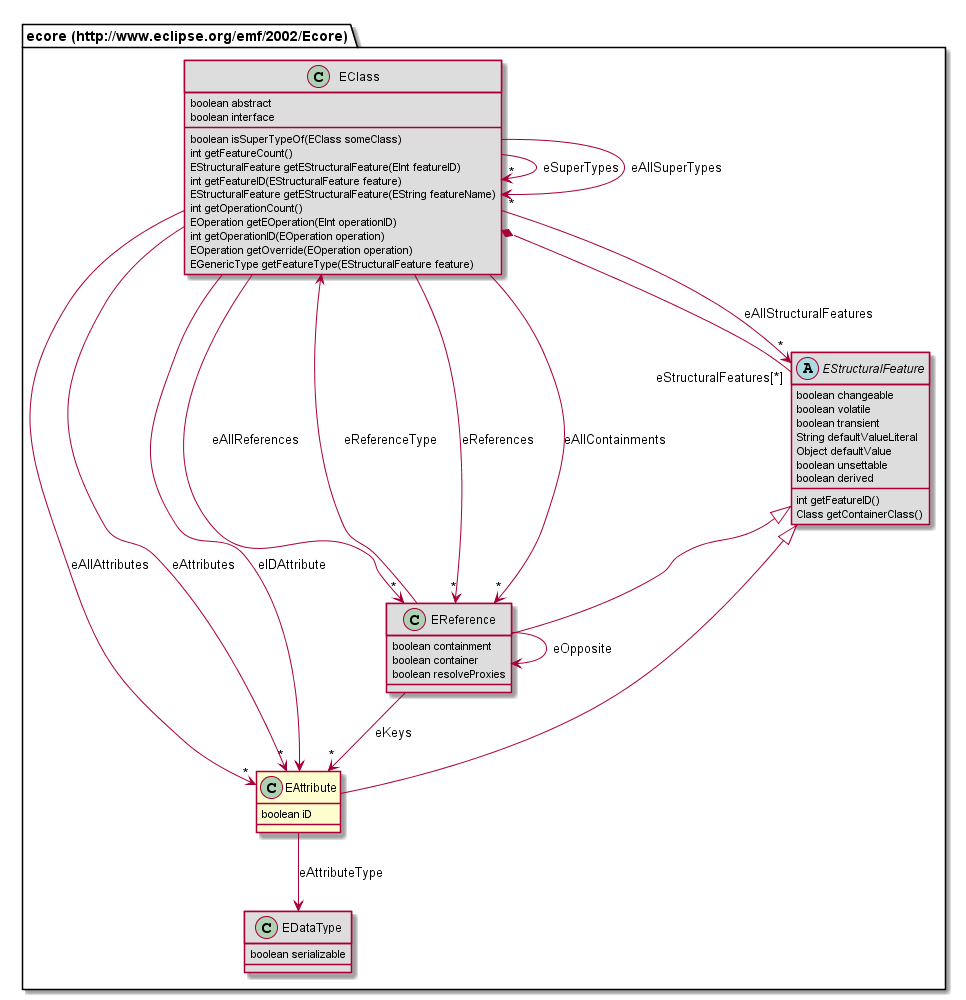 ecore (http://www.eclipse.org/emf/2002/Ecore)
C EClass
boolean abstract
boolean interface
boolean isSuperTypeOf(EClass someClass)
int getFeatureCount()
EStructuralFeature getEStructuralFeature(EInt featureID)
int getFeatureID(EStructuralFeature feature)
EStructuralFeature getEStructuralFeature(EString featureName)
int getOperationCount()
EOperation getEOperation(EInt operationID)
int getOperationID(EOperation operation)
EOperation getOverride(EOperation operation)
EGenericType getFeatureType(EStructuralFeature feature)
*
eSuperTypes
eAllSuperTypes
*
eAllStructuralFeatures
*
eStructuralFeatures[*]
A EStructuralFeature
boolean changeable
boolean volatile
boolean transient
String defaultValueLiteral
Object defaultValue
boolean unsettable
boolean derived
int getFeatureID()
Class getContainerClass()
eAllReferences
eReferenceType
eReferences
eAllContainments
eAllAttributes
eAttributes
eIDAttribute
*
*
*
C EReference
boolean containment
boolean container
boolean resolveProxies
eOpposite
eKeys
*
*
*
C EAttribute
boolean iD
eAttributeType
C EDataType
boolean serializable